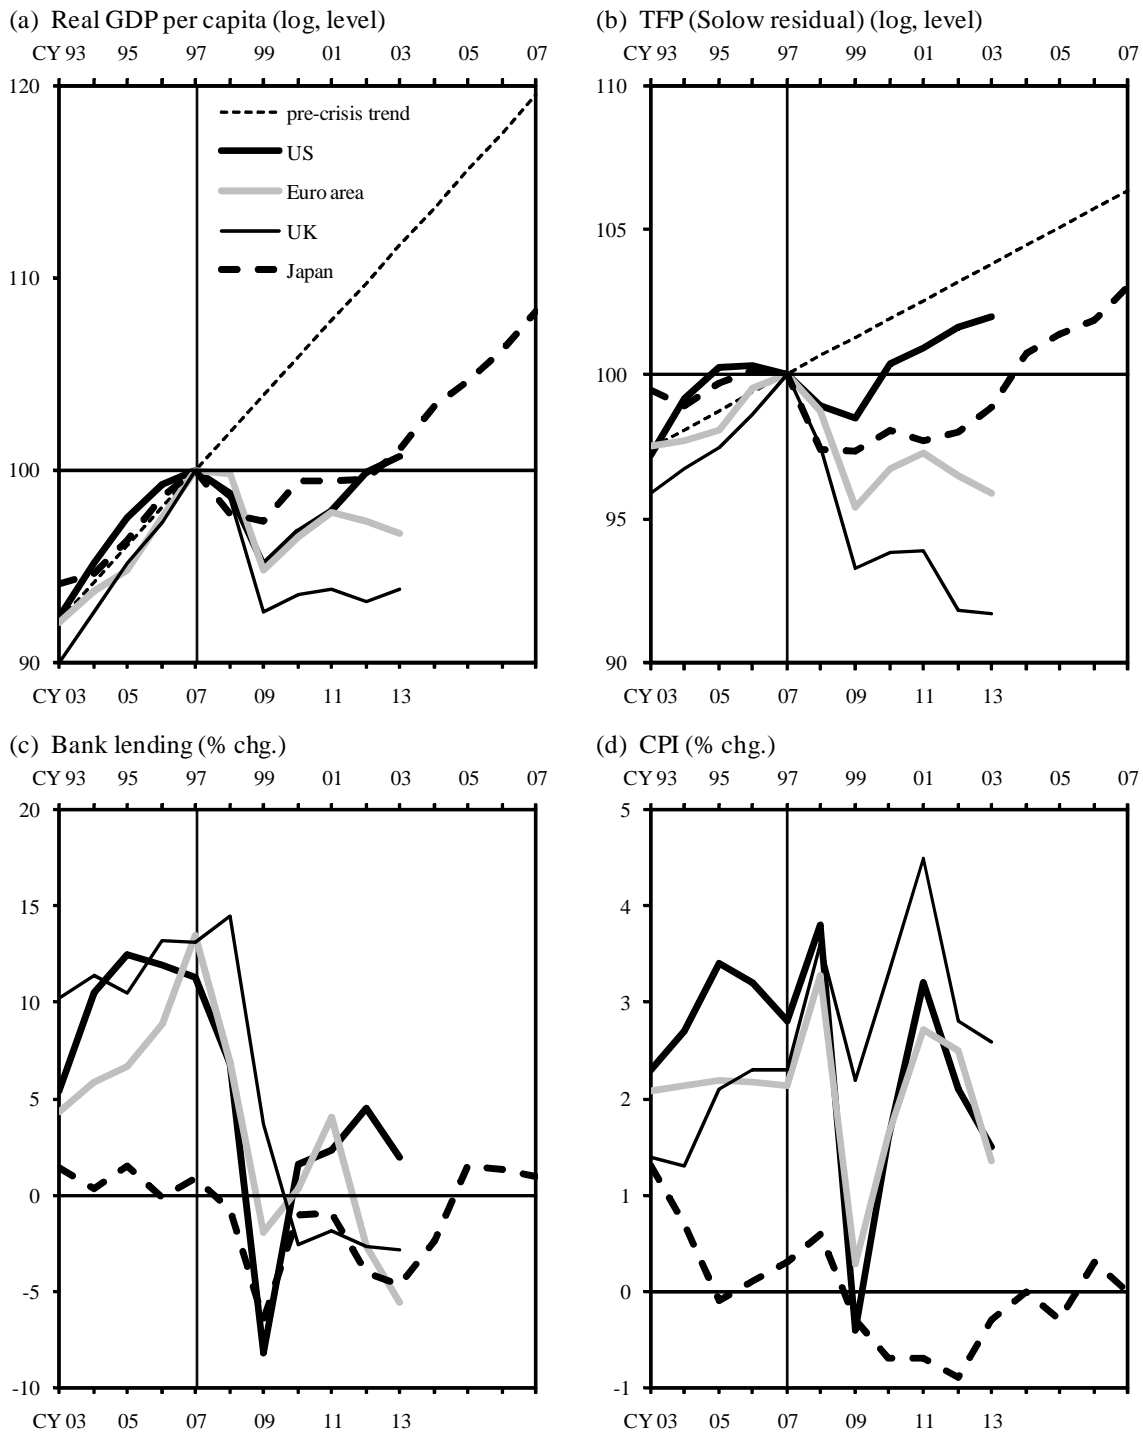 (a) Real GDP per capita (log, level)
CY 93 95 97 99 01 03 05 07
120
110
100
90
pre-crisis trend
US
Euro area
UK
Japan
CY 03 05 07 09 11 13
(b) TFP (Solow residual) (log, level)
CY 93 95 97 99 01 03 05 07
110
105
100
95
90
CY 03 05 07 09 11 13
(c) Bank lending (% chg.)
CY 93 95 97 99 01 03 05 07
20
15
10
5
0
-5
-10
CY 03 05 07 09 11 13
(d) CPI (% chg.)
CY 93 95 97 99 01 03 05 07
5
4
3
2
1
0
-1
CY 03 05 07 09 11 13